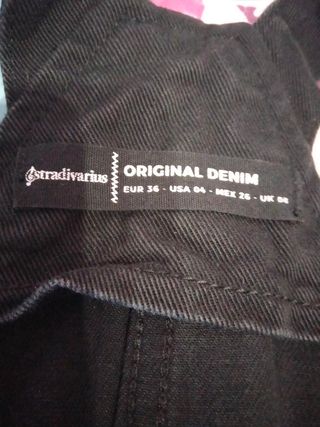 stradivarius
ORIGINAL DENIM
EUR 36 - USA 04 - MEX 26 - UK 08